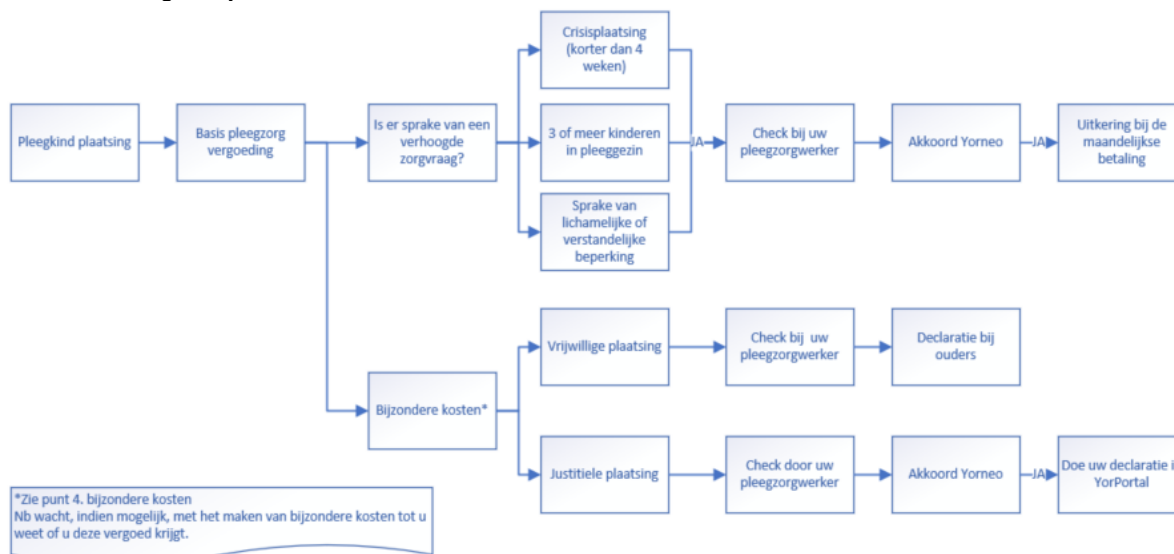 Crisisplaatsing
(korter dan 4
weken)
Pleegkind plaatsing
Basis pleegzorg
vergoeding
Is er sprake van een
verhoogde
zorgvraag?
3 of meer kinderen
in pleeggezin
JA
Check bij uw
pleegzorgwerker
Akkoord Yorneo
JA
Uitkering bij de
maandelijkse
betaling
Sprake van
lichamelijke of
verstandelijke
beperking
Vrijwillige plaatsing
Check bij uw
pleegzorgwerker
Declaratie bij
ouders
Bijzondere kosten*
Justitiele plaatsing
Check door uw
pleegzorgwerker
Akkoord Yorneo
JA
Doe uw declaratie i
YorPortal
*Zie punt 4. bijzondere kosten
Nb wacht, indien mogelijk, met het maken van bijzondere kosten tot u
weet of u deze vergoed krijgt.